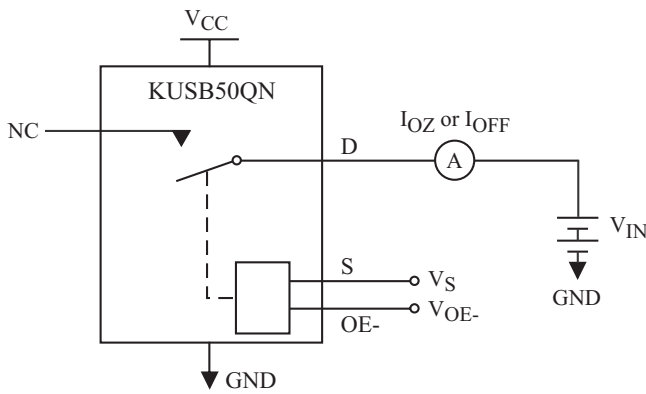 VCC
KUSB50QN
NC
IOZ or IOFF
D
A
VIN
GND
S
VS
VOE-
OE-
GND